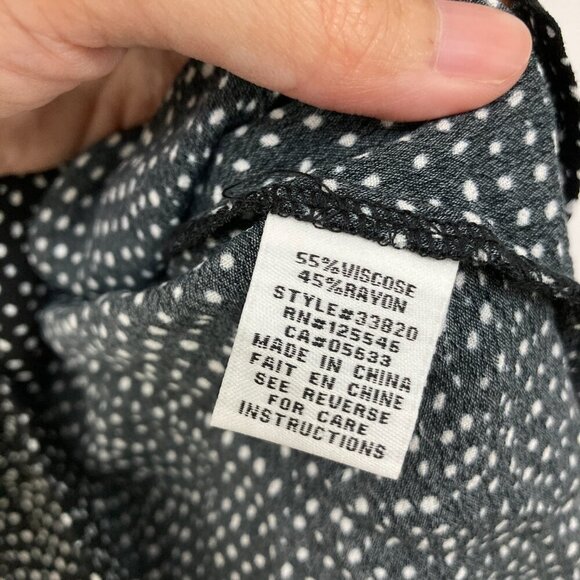 55%VISCOSE
45%RAYON
STYLE#33820
RN#125546
CA#05633
MADE IN CHINA
FAIT EN CHINE
SEE REVERSE
FOR CARE
INSTRUCTIONS